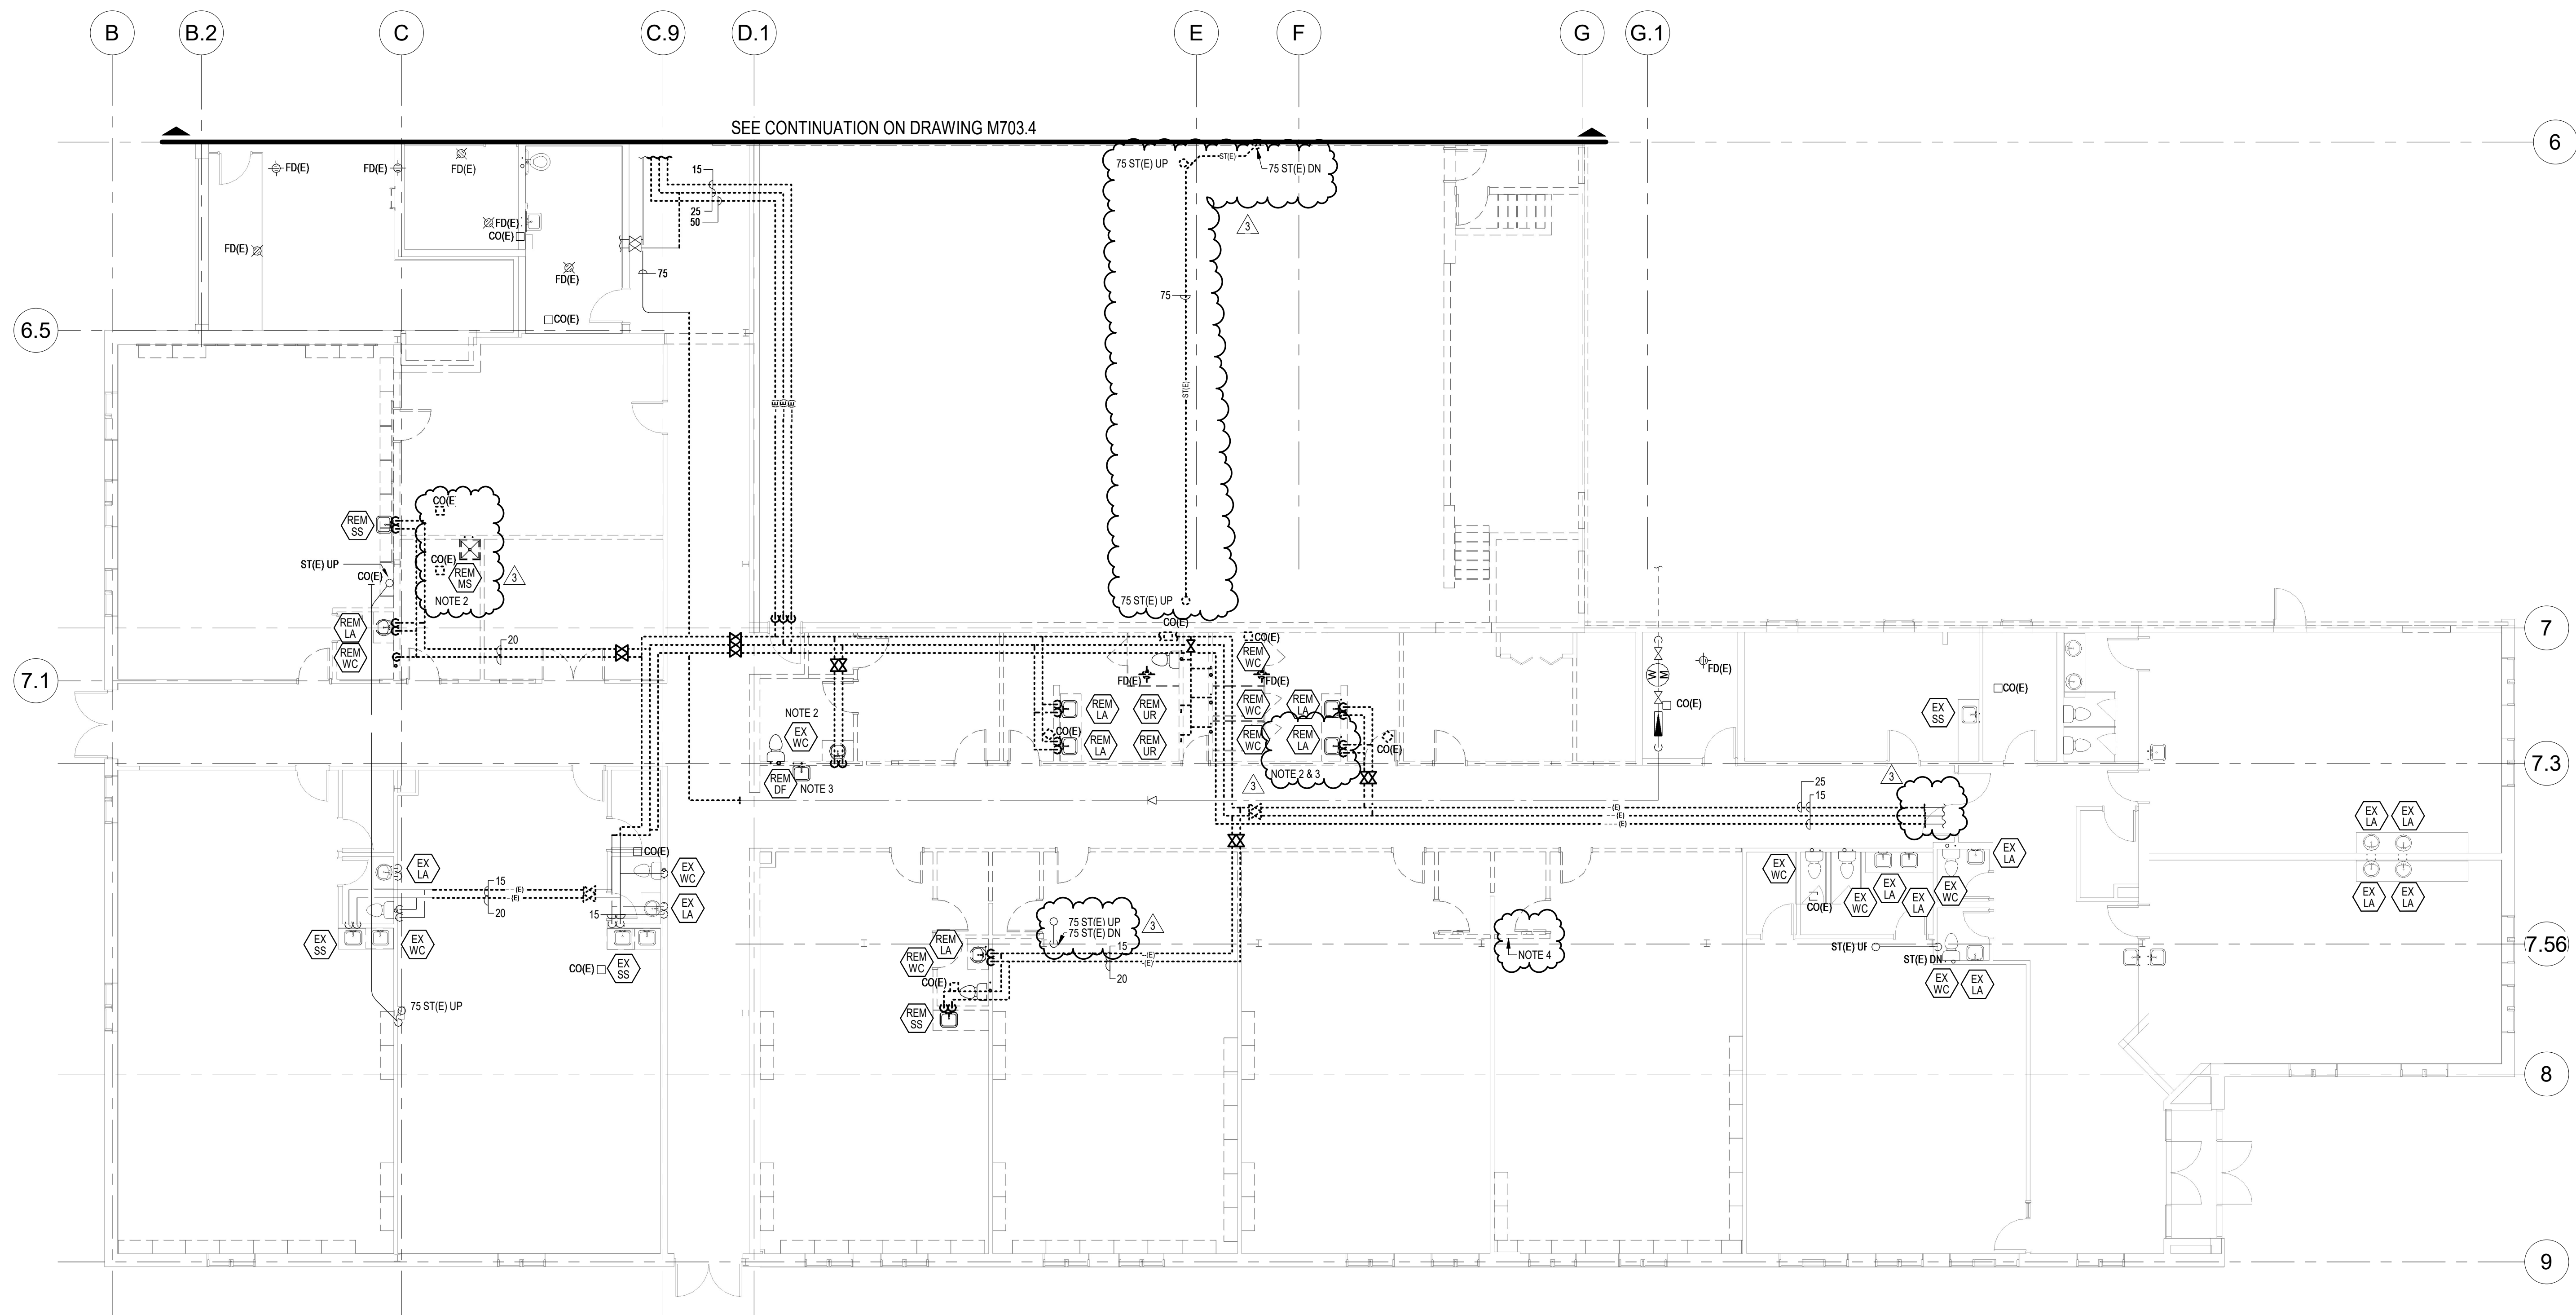 B
B.2
C
C.9
D.1
E
F
G
G.1
SEE CONTINUATION ON DRAWING M703.4
6
FD(E)
FD(E)
FD(E)
15
25
50
75 ST(E) UP
ST(E)
75 ST(E) DN
3
FD(E)
CO(E)
FD(E)
FD(E)
75
75
CO(E)
6.5
ST(E)
(E)
(E)
(E)
CO(E)
REM
SS
CO(E)
REM
MS
3
NOTE 2
ST(E) UP
CO(E)
75 ST(E) UP
REM
LA
REM
WC
20
CO(E)
CO(E)
REM
WC
7
7.1
FD(E)
FD(E)
FD(E)
W
M
CO(E)
CO(E)
REM
LA
REM
UR
REM
WC
REM
LA
EX
SS
NOTE 2
EX
WC
CO(E)
REM
LA
REM
UR
REM
WC
REM
LA
CO(E)
REM
DF
NOTE 3
NOTE 2 & 3
3
7.3
25
15
3
(E)
(E)
(E)
EX
LA
EX
LA
EX
LA
EX
LA
CO(E)
EX
LA
EX
WC
EX
WC
EX
LA
15
(E)
(E)
20
15
EX
LA
EX
WC
EX
LA
EX
LA
EX
WC
CO(E)
75 ST(E) UP
75 ST(E) DN
3
15
(E)
(E)
20
NOTE 4
EX
SS
EX
WC
CO(E)
EX
SS
REM
LA
REM
WC
CO(E)
REM
SS
ST(E) UP
ST(E) DN
EX
WC
EX
LA
7.56
75 ST(E) UP
8
9